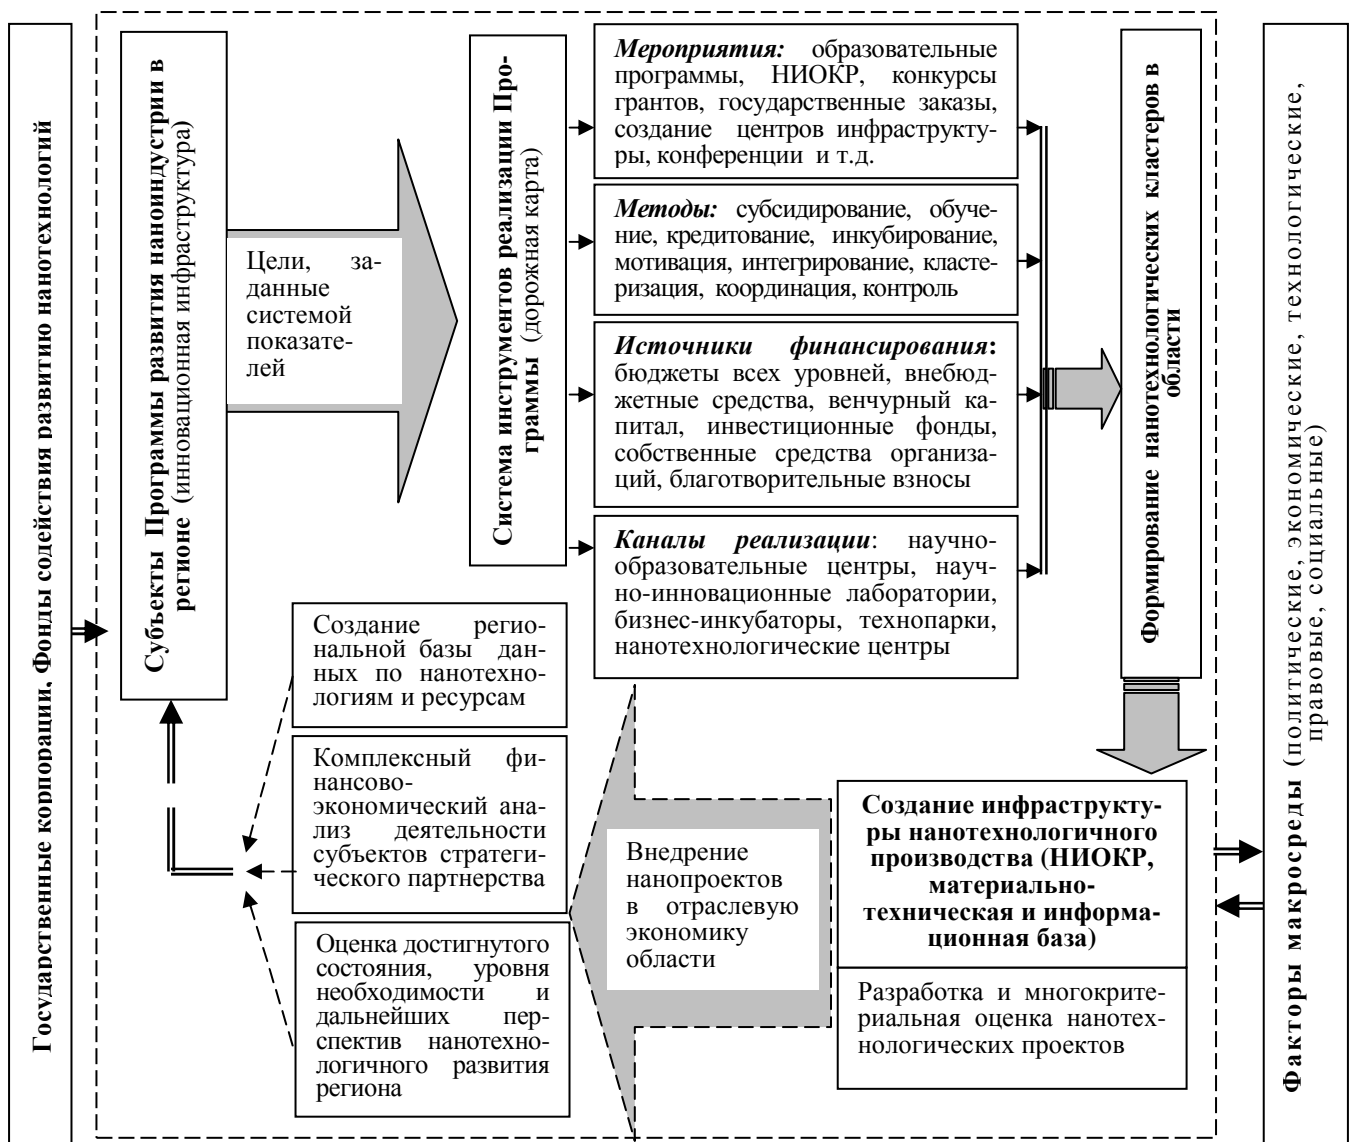 Государственные корпорации, Фонды содействия развитию нанотехнологий
Субъекты Программы развития наноиндустрии в
регионе (инновационная инфраструктура)
Цели, за-
данные
системой
показате-
лей
Система инструментов реализации Про-
граммы (дорожная карта)
Мероприятия: образовательные
программы, НИОКР, конкурсы
грантов, государственные заказы,
создание центров инфраструкту-
ры, конференции и т.д.
Методы: субсидирование, обуче-
ние, кредитование, инкубирование,
мотивация, интегрирование, класте-
ризация, координация, контроль
Источники финансирования:
бюджеты всех уровней, внебюд-
жетные средства, венчурный ка-
питал, инвестиционные фонды,
собственные средства организа-
ций, благотворительные взносы
Каналы реализации: научно-
образовательные центры, науч-
но-инновационные лаборатории,
бизнес-инкубаторы, технопарки,
нанотехнологические центры
Формирование нанотехнологических кластеров в
области
Факторы макросреды (политические, экономические, технологические,
правовые, социальные)
Создание регио-
нальной базы дан-
ных по нанотехно-
логиям и ресурсам
Комплексный фи-
нансово-
экономический ана-
лиз деятельности
субъектов стратеги-
ческого партнерства
Оценка достигнутого
состояния, уровня
необходимости и
дальнейших пер-
спектив нанотехно-
логичного развития
региона
Внедрение
нанопроектов
в отраслевую
экономику
области
Создание инфраструкту-
ры нанотехнологичного
производства (НИОКР,
материально-
техническая и информа-
ционная база)
Разработка и многокрите-
риальная оценка нанотех-
нологических проектов